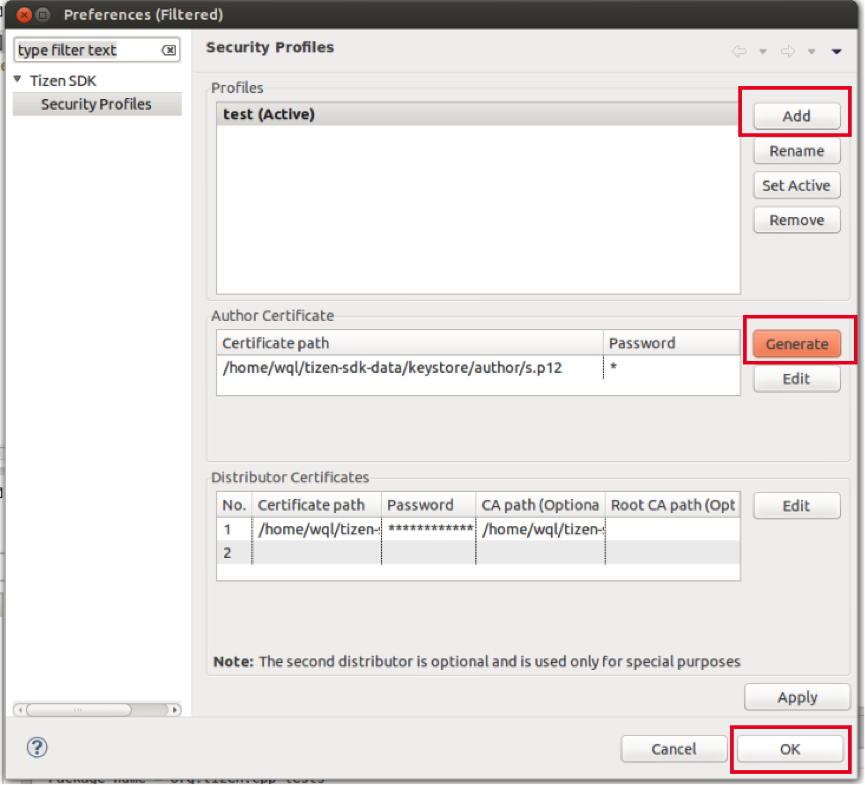 Preferences (Filtered)
type filter text
Security Profiles
Tizen SDK
Security Profiles
Profiles
test (Active)
Add
Rename
Set Active
Remove
Author Certificate
Certificate path Password
Generate
/home/wql/tizen-sdk-data/keystore/author/s.p12 *
Edit
Distributor Certificates
No. Certificate path Password CA path (Optiona Root CA path (Opt
Edit
1 /home/wql/tizen- ************ /home/wql/tizen-
2
Note: The second distributor is optional and is used only for special purposes
Apply
?
Cancel
OK